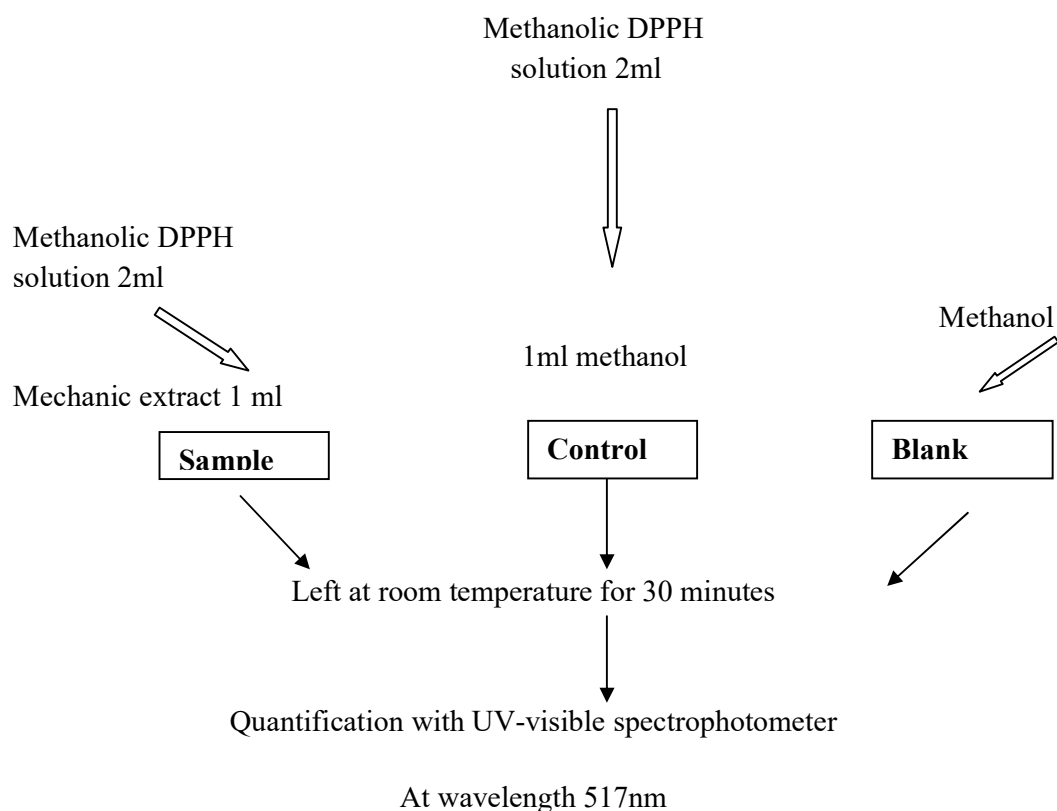 Methanolic DPPH
solution 2ml
Methanolic DPPH
solution 2ml
Methanol
1ml methanol
Mechanic extract 1 ml
Sample
Control
Blank
Left at room temperature for 30 minutes
Quantification with UV-visible spectrophotometer
At wavelength 517nm